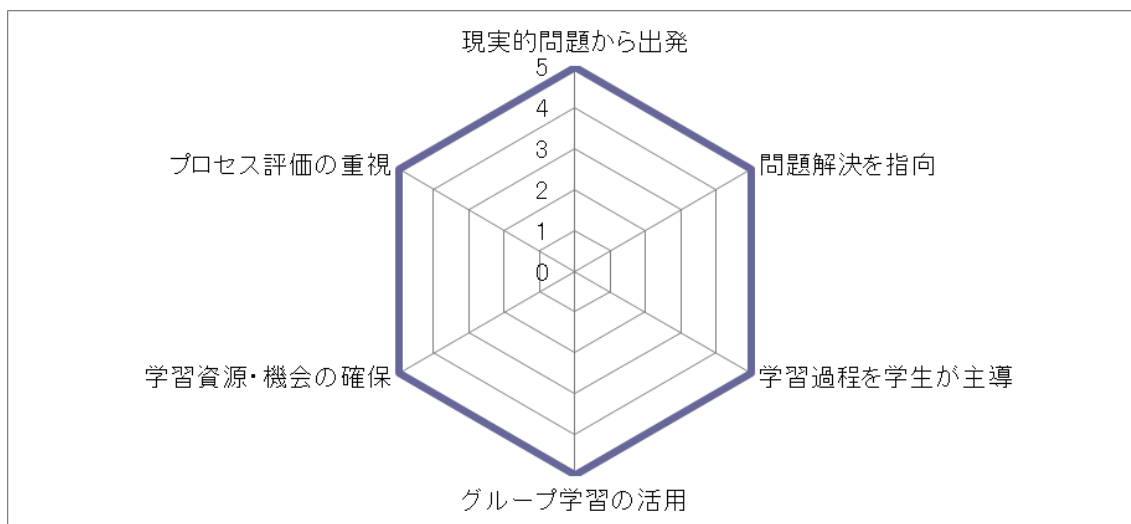 現実的問題から出発
5
4
3
2
1
0
プロセス評価の重視
問題解決を指向
学習資源・機会の確保
学習過程を学生が主導
グループ学習の活用